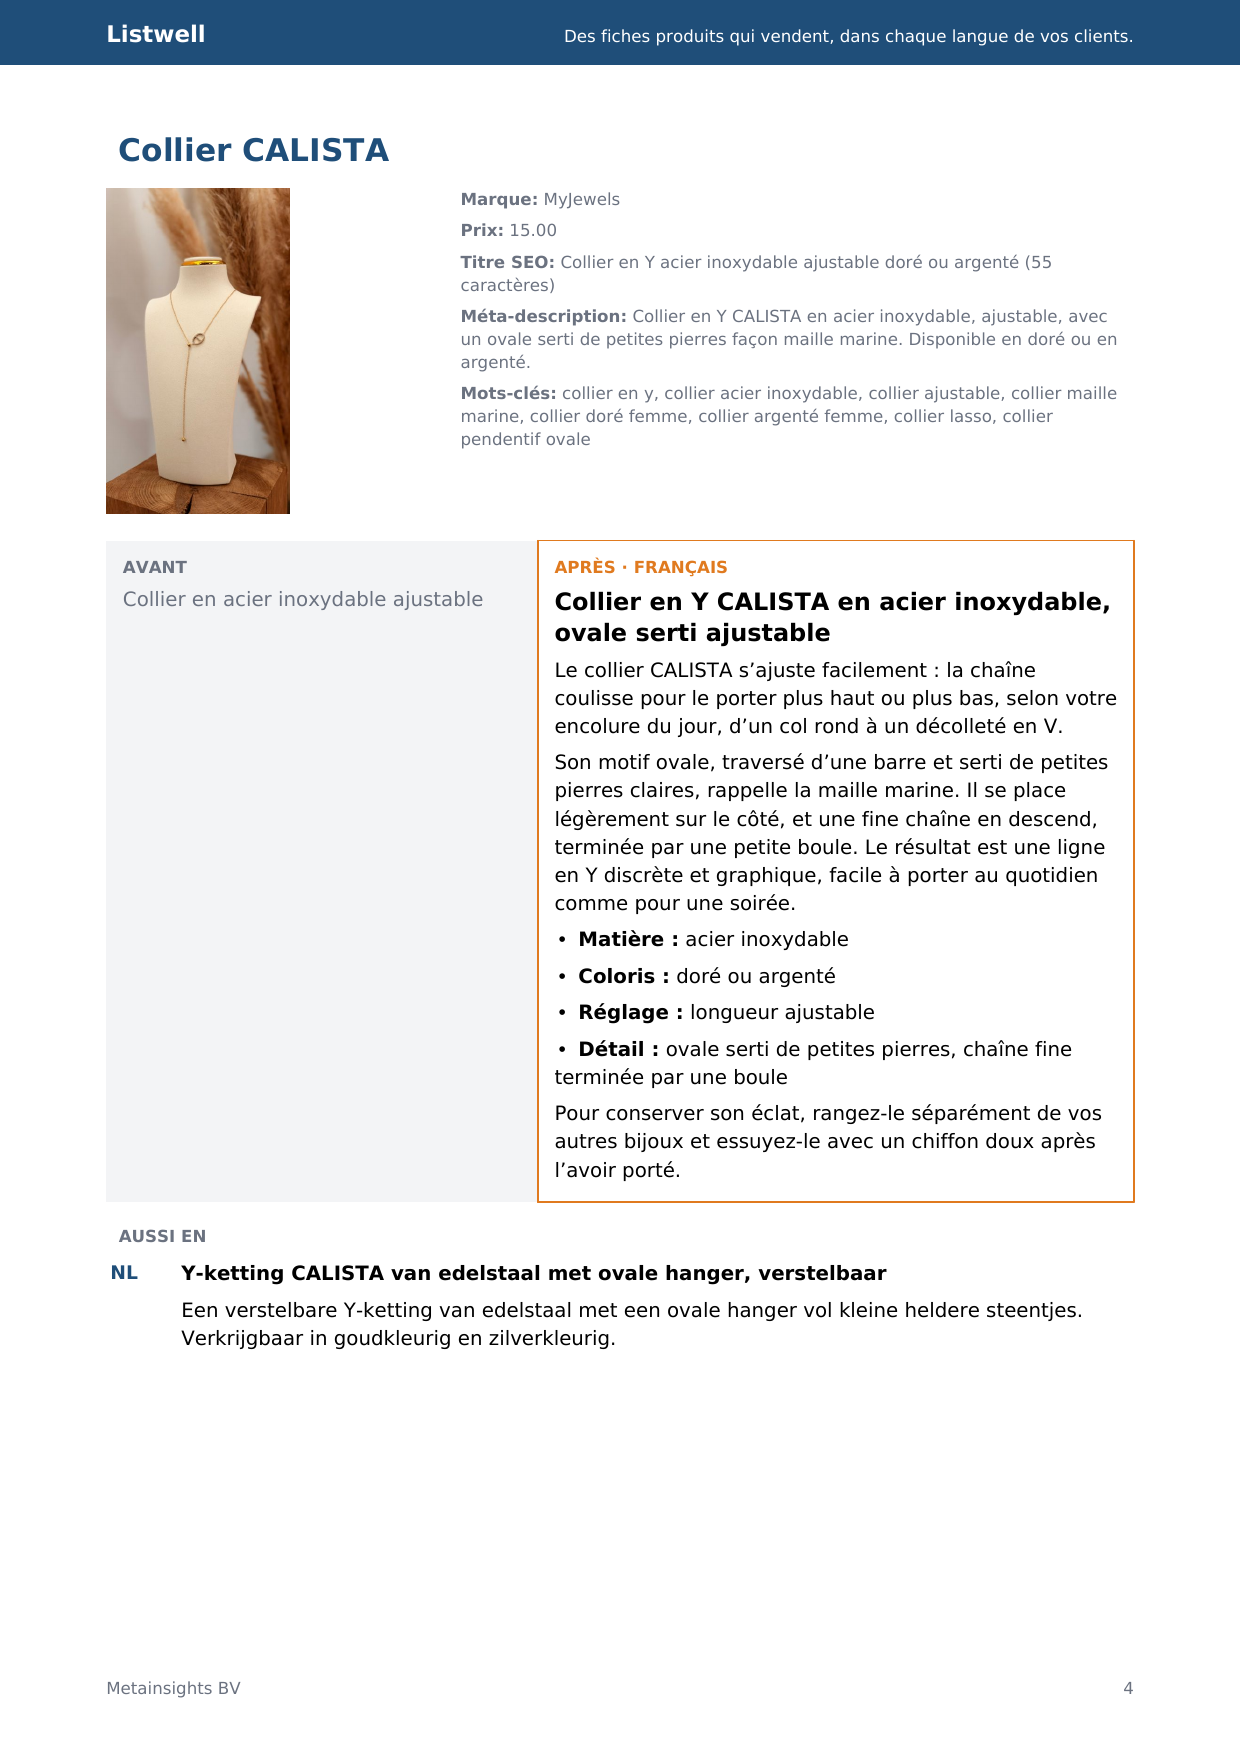 Listwell
Des fiches produits qui vendent, dans chaque langue de vos clients.
Collier CALISTA
Marque: MyJewels
Prix: 15.00
Titre SEO: Collier en Y acier inoxydable ajustable doré ou argenté (55
caractères)
Méta-description: Collier en Y CALISTA en acier inoxydable, ajustable, avec
un ovale serti de petites pierres façon maille marine. Disponible en doré ou en
argenté.
Mots-clés: collier en y, collier acier inoxydable, collier ajustable, collier maille
marine, collier doré femme, collier argenté femme, collier lasso, collier
pendentif ovale
AVANT
Collier en acier inoxydable ajustable
APRÈS · FRANÇAIS
Collier en Y CALISTA en acier inoxydable,
ovale serti ajustable
Le collier CALISTA s’ajuste facilement : la chaîne
coulisse pour le porter plus haut ou plus bas, selon votre
encolure du jour, d’un col rond à un décolleté en V.
Son motif ovale, traversé d’une barre et serti de petites
pierres claires, rappelle la maille marine. Il se place
légèrement sur le côté, et une fine chaîne en descend,
terminée par une petite boule. Le résultat est une ligne
en Y discrète et graphique, facile à porter au quotidien
comme pour une soirée.
• Matière : acier inoxydable
• Coloris : doré ou argenté
• Réglage : longueur ajustable
• Détail : ovale serti de petites pierres, chaîne fine
terminée par une boule
Pour conserver son éclat, rangez-le séparément de vos
autres bijoux et essuyez-le avec un chiffon doux après
l’avoir porté.
AUSSI EN
NL
Y-ketting CALISTA van edelstaal met ovale hanger, verstelbaar
Een verstelbare Y-ketting van edelstaal met een ovale hanger vol kleine heldere steentjes.
Verkrijgbaar in goudkleurig en zilverkleurig.
Metainsights BV
4